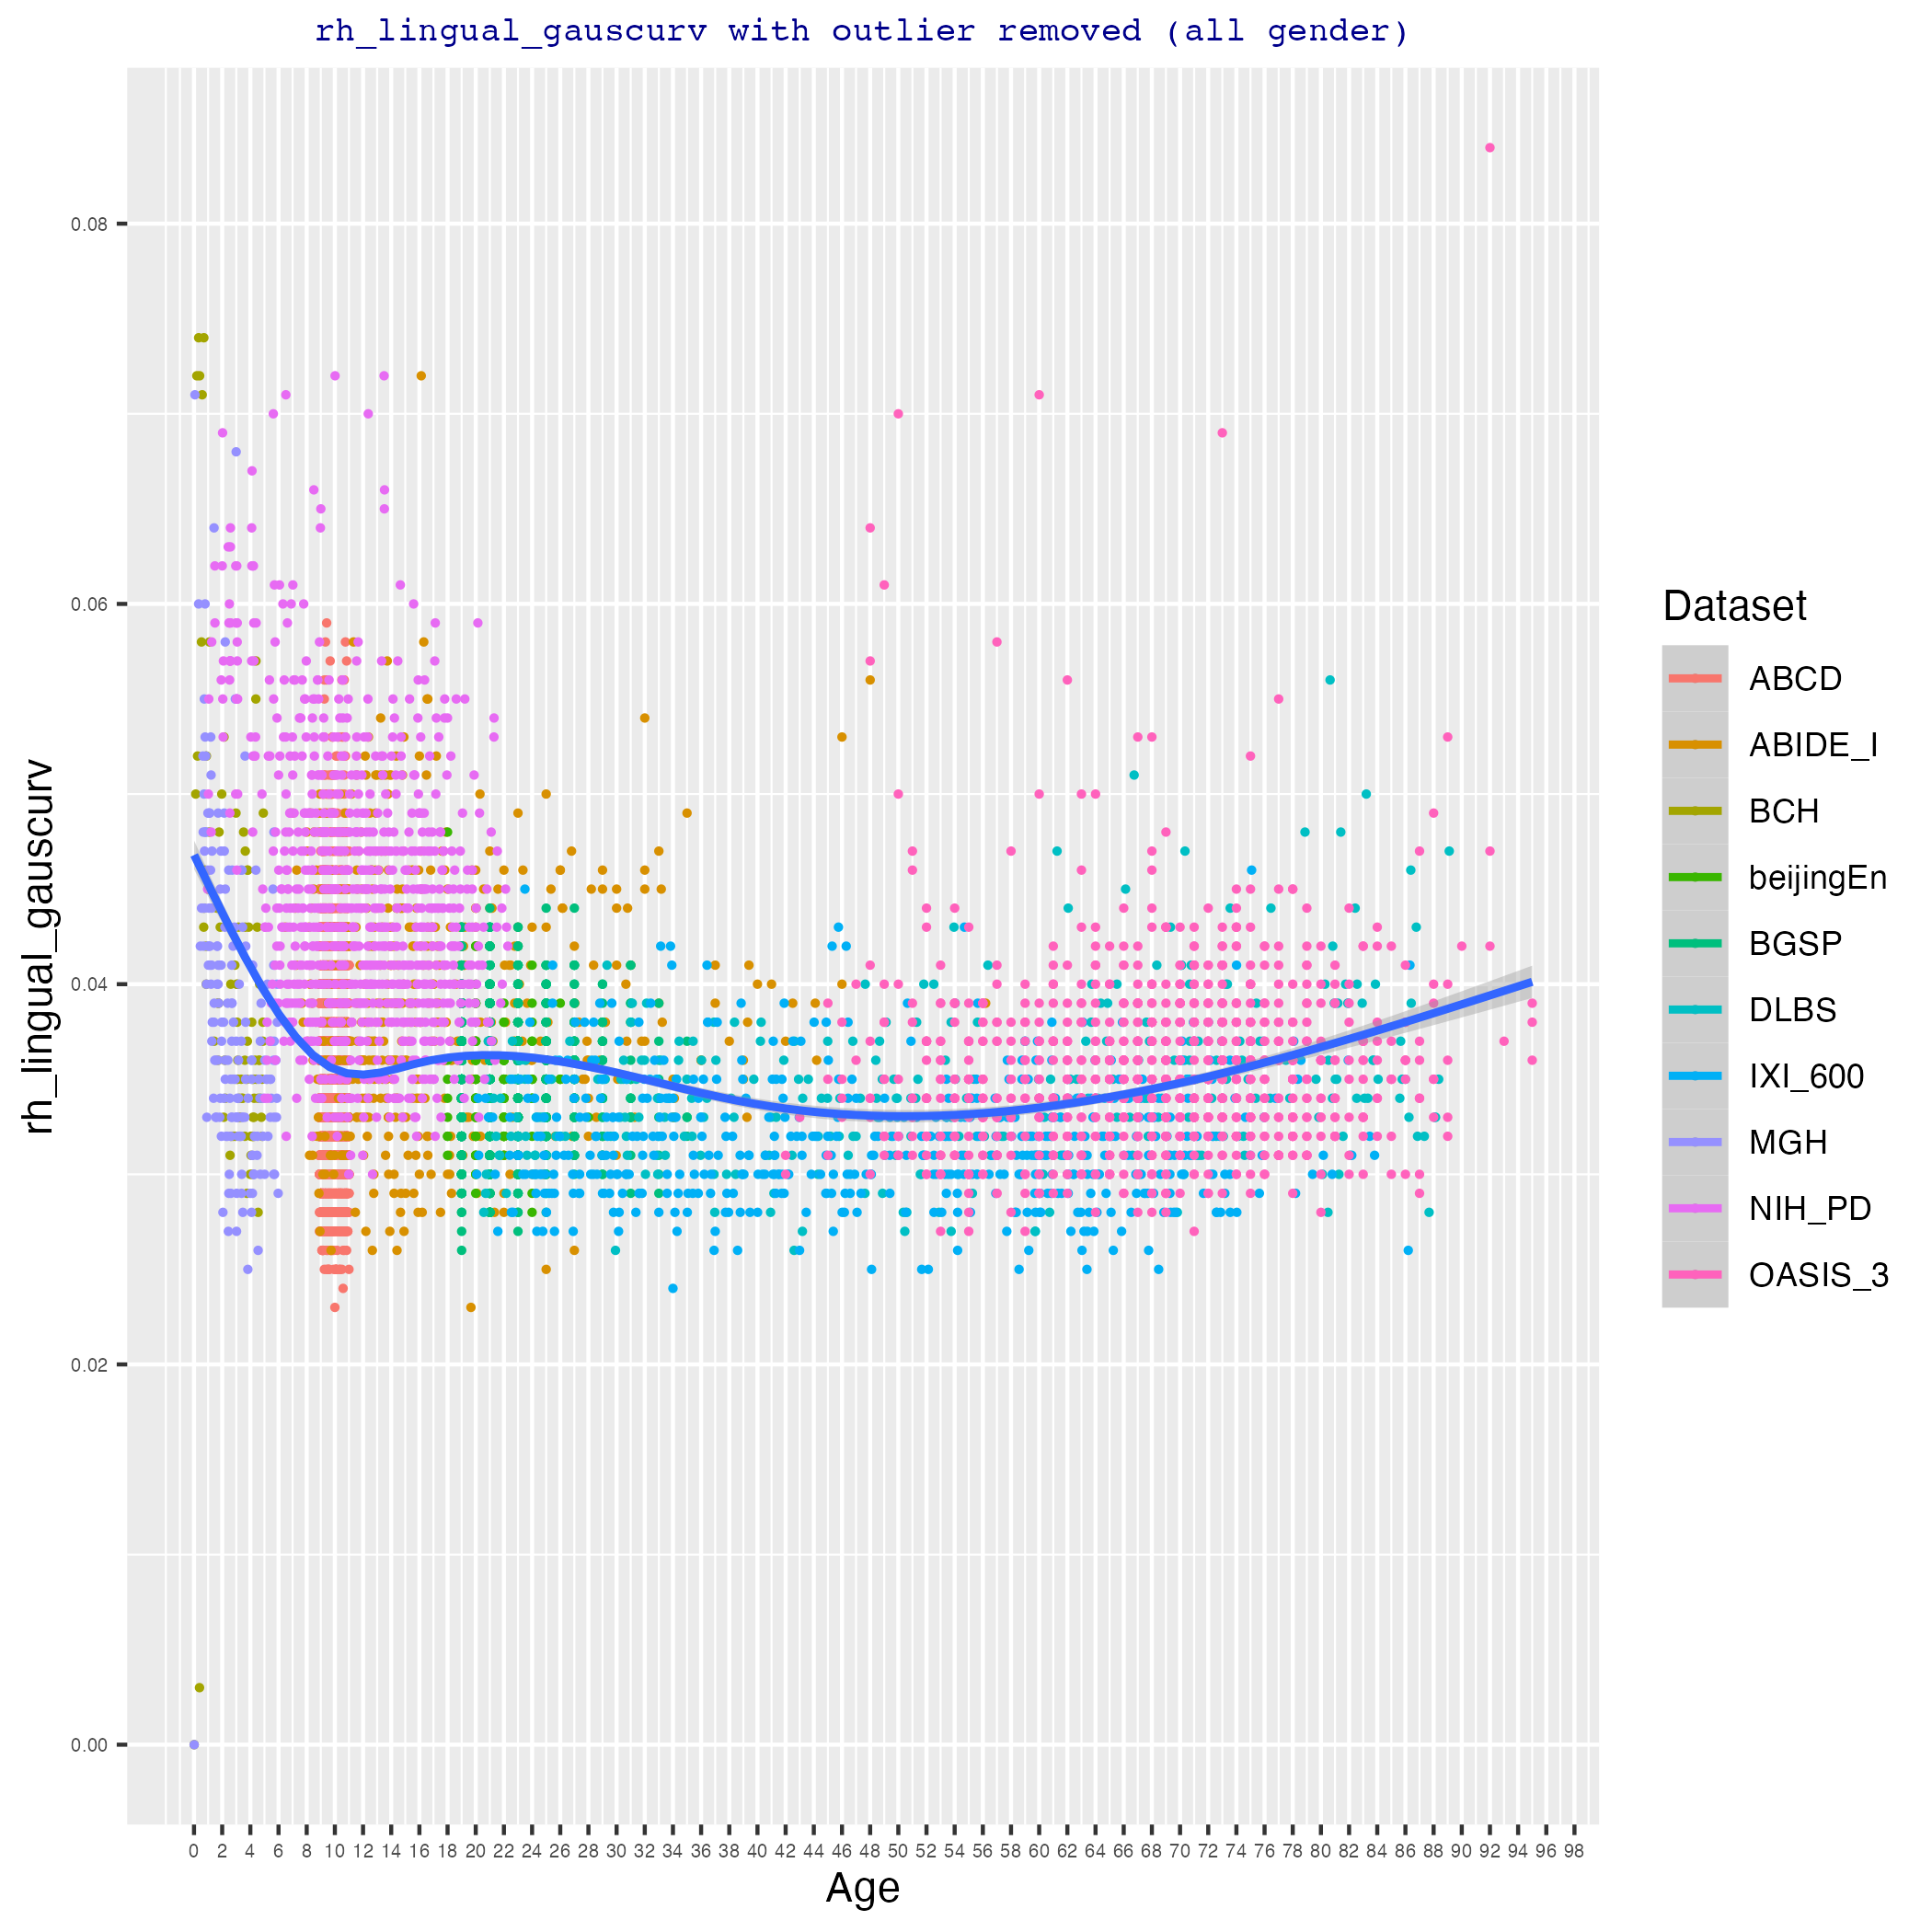 rh_lingual_gauscurv with outlier removed (all gender)
rh_lingual_gauscurv
0.08
0.06
0.04
0.02
0.00
0 2 4 6 8 10 12 14 16 18 20 22 24 26 28 30 32 34 36 38 40 42 44 46 48 50 52 54 56 58 60 62 64 66 68 70 72 74 76 78 80 82 84 86 88 90 92 94 96 98
Age
Dataset
ABCD
ABIDE_I
BCH
beijingEn
BGSP
DLBS
IXI_600
MGH
NIH_PD
OASIS_3